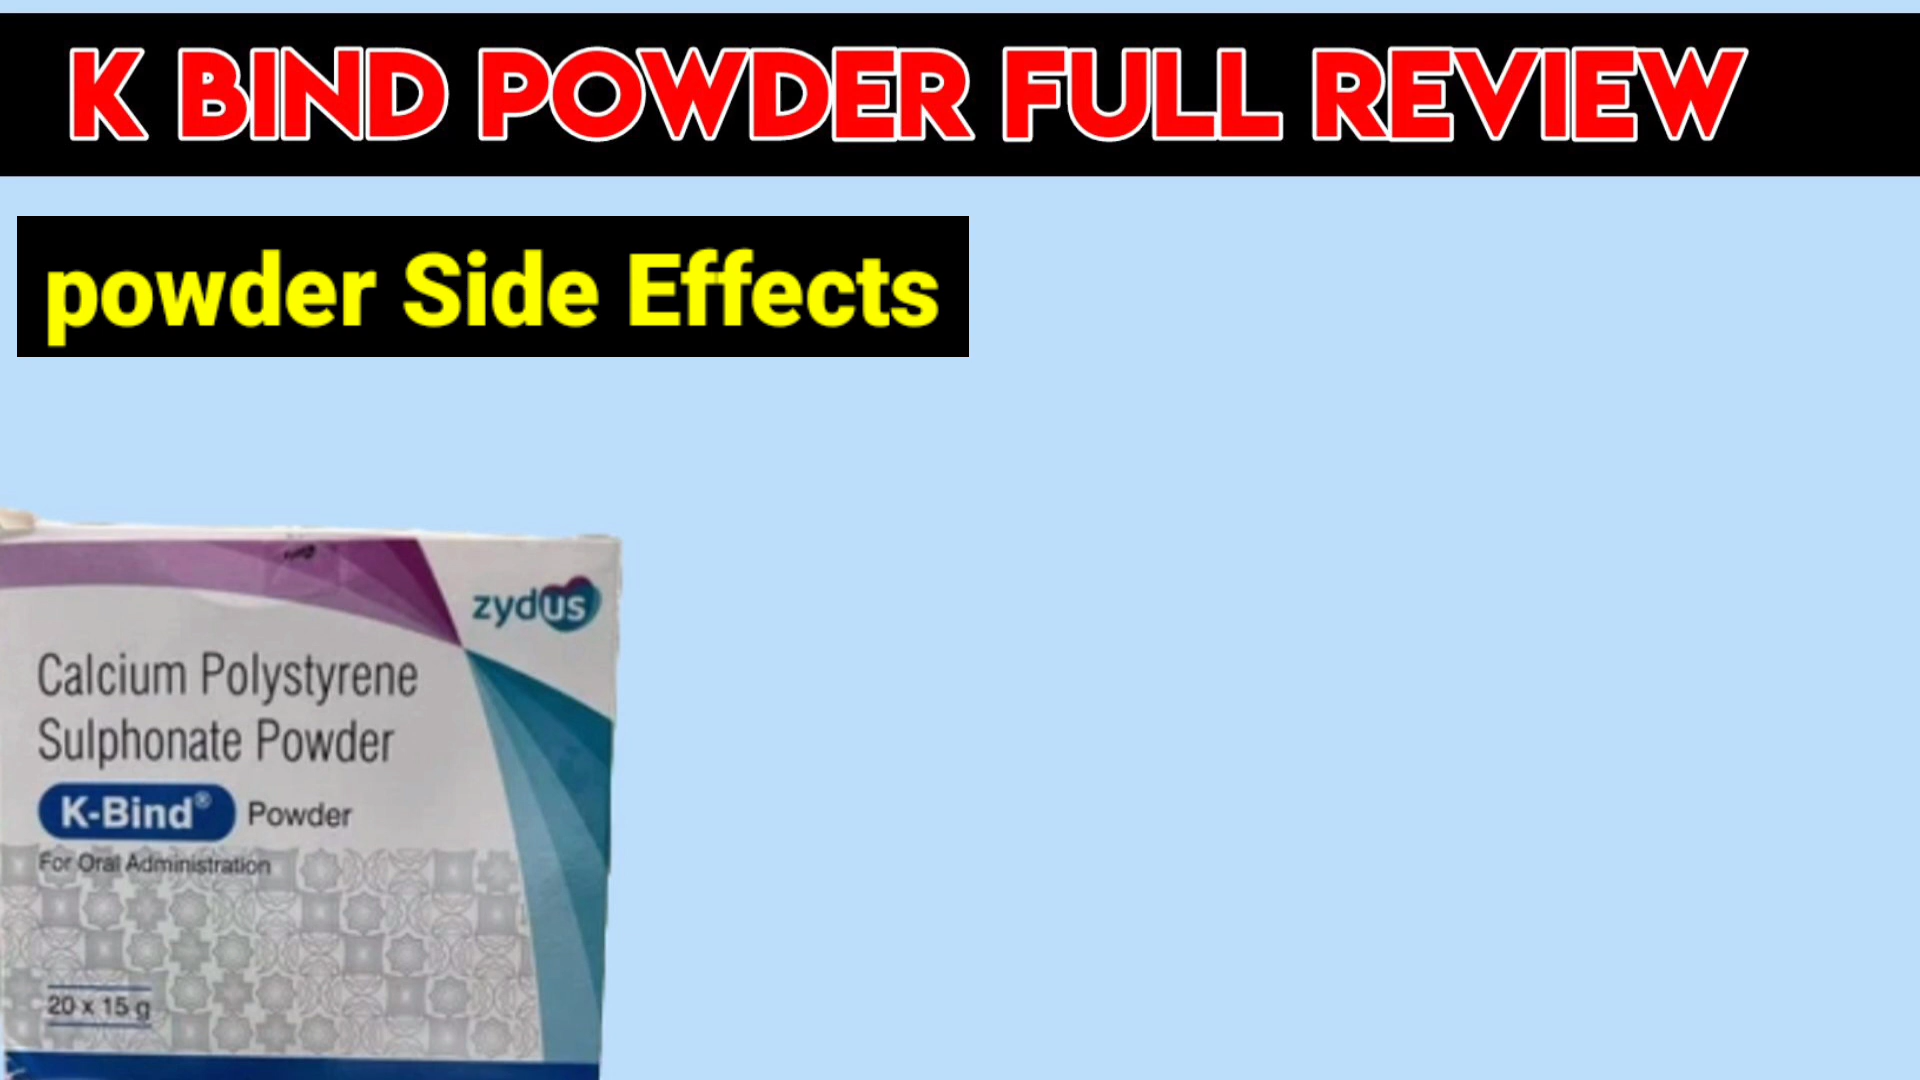 K BIND POWDER FULL REVIEW
powder Side Effects
zydus
Calcium Polystyrene
Sulphonate Powder
K-Bind® Powder
For Oral Administration
20 x 15 g